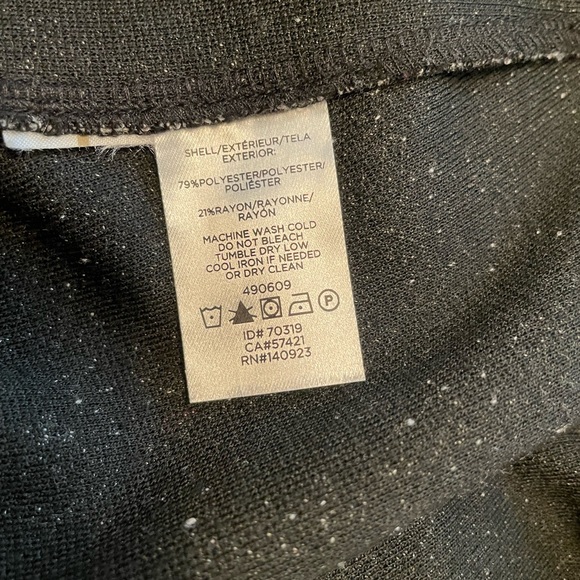 SHELL/EXTÉRIEUR/TELA
EXTERIOR:
79%POLYESTER/POLYESTER/
POLIÉSTER
21%RAYON/RAYONNE/
RAYÓN
MACHINE WASH COLD
DO NOT BLEACH
TUMBLE DRY LOW
COOL IRON IF NEEDED
OR DRY CLEAN
490609
P
ID# 70319
CA#57421
RN#140923